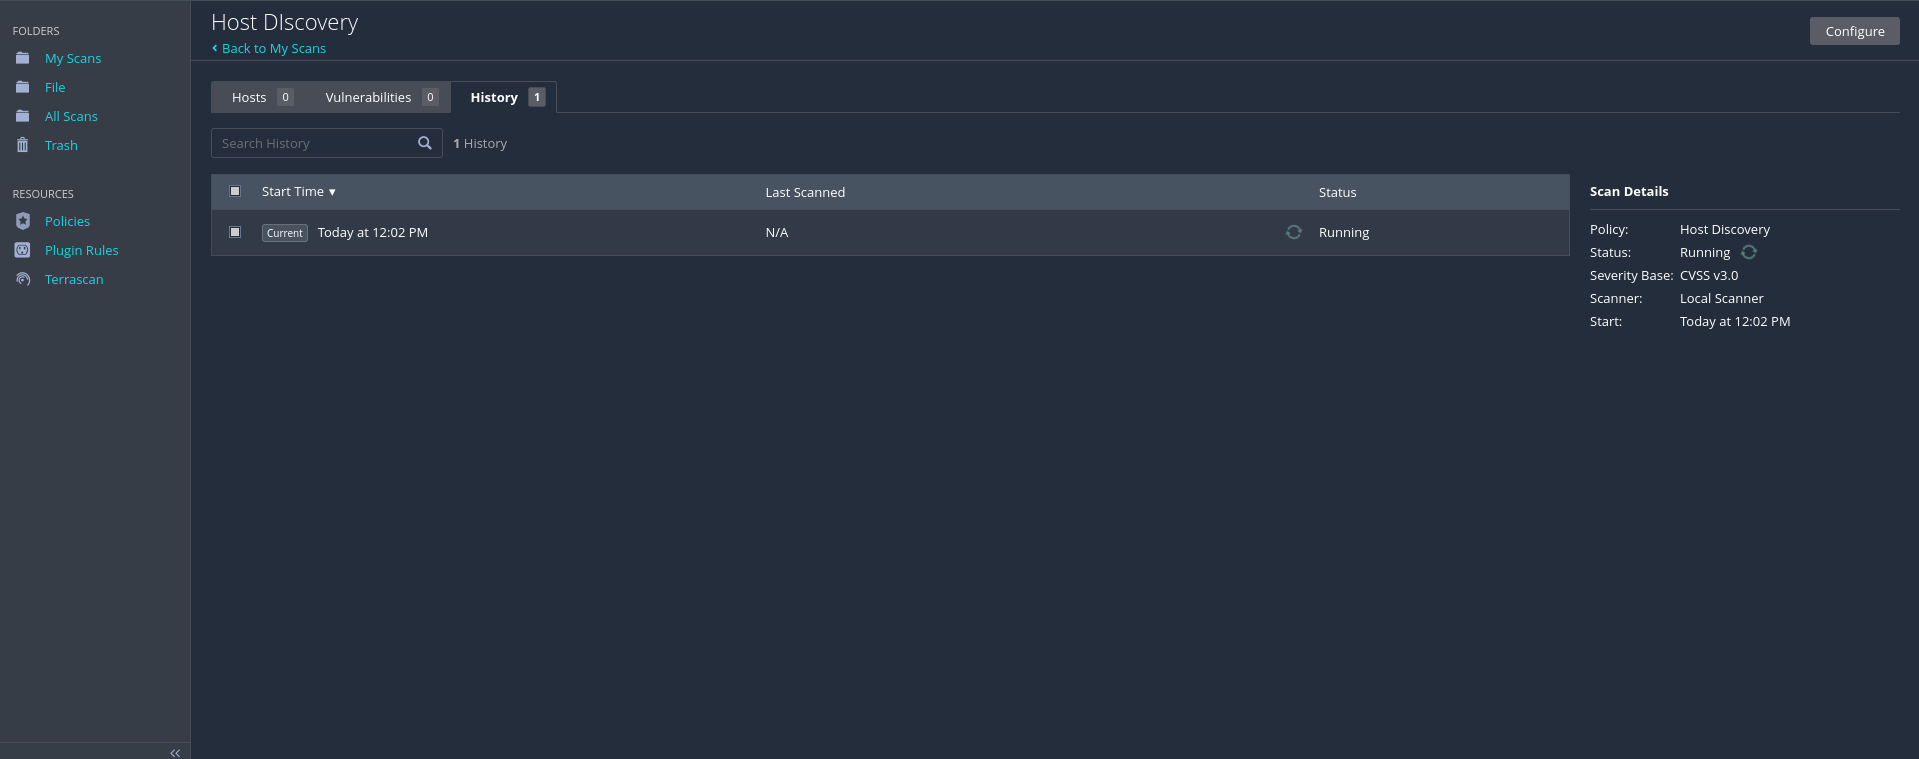 FOLDERS
My Scans
File
All Scans
Trash
RESOURCES
Policies
Plugin Rules
Terrascan
Host DIscovery
Back to My Scans
Configure
Hosts 0 Vulnerabilities 0 History 1
Search History 1 History
Start Time ▾ Last Scanned Status
Current Today at 12:02 PM N/A Running
Scan Details
Policy: Host Discovery
Status: Running
Severity Base: CVSS v3.0
Scanner: Local Scanner
Start: Today at 12:02 PM